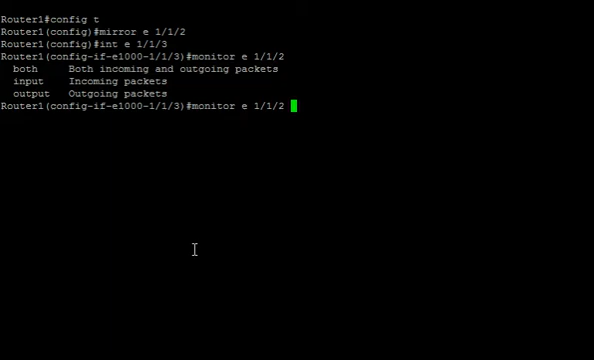 Router1#config t
Router1(config)#mirror e 1/1/2
Router1(config)#int e 1/1/3
Router1(config-if-e1000-1/1/3)#monitor e 1/1/2
both Both incoming and outgoing packets
input Incoming packets
output Outgoing packets
Router1(config-if-e1000-1/1/3)#monitor e 1/1/2